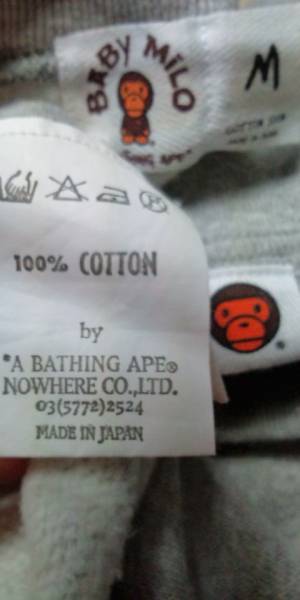 BABY MILO
M
100% COTTON
by
"A BATHING APE®
NOWHERE CO.,LTD.
03(5772)2524
MADE IN JAPAN